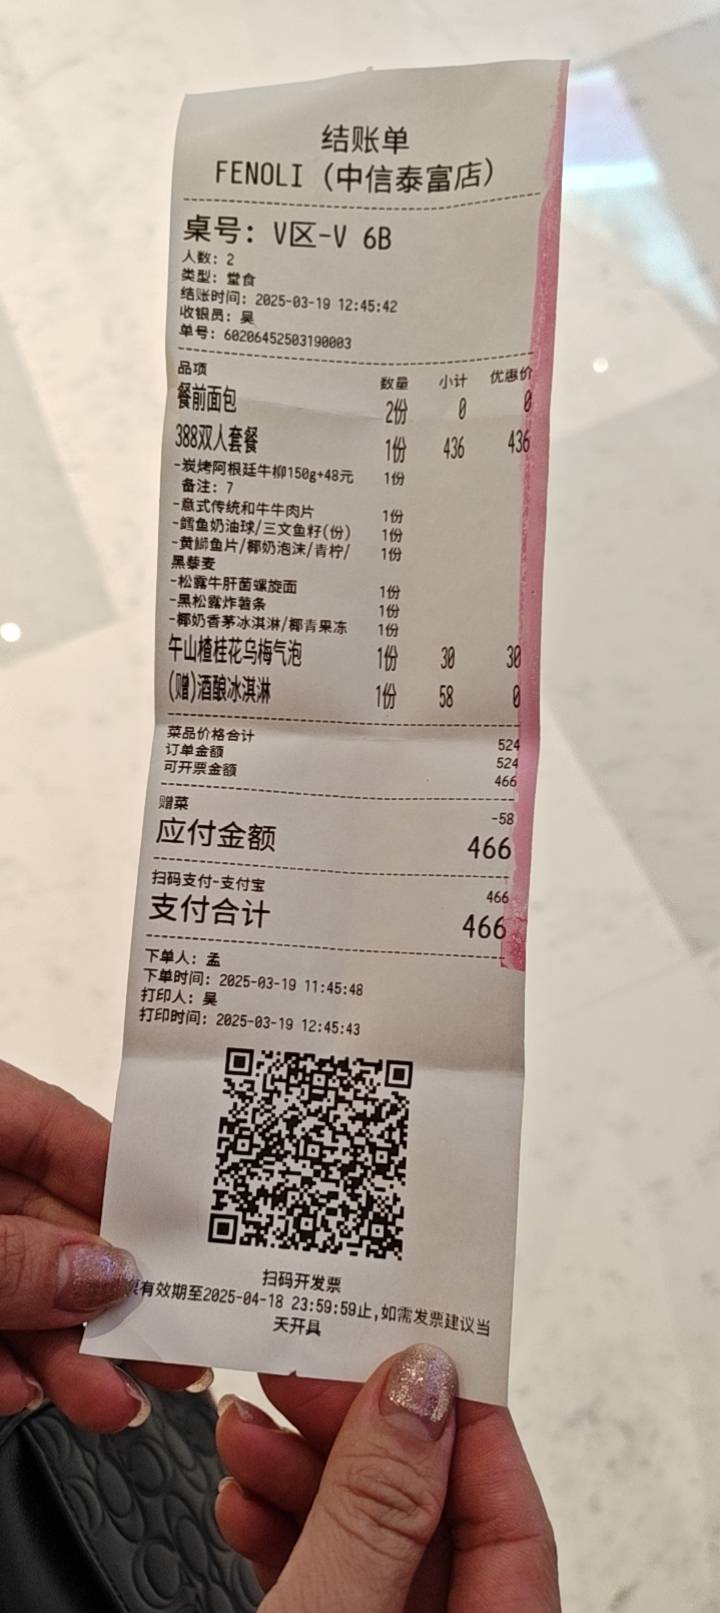 结账单
FENOLI (中信泰富店)
桌号: V区-V 6B
人数: 2
类型: 堂食
结账时间: 2025-03-19 12:45:42
收银员: 吴
单号: 60206452503190003
品项 数量 小计 优惠价
餐前面包 2份 0 0
388双人套餐 1份 436 436
-炭烤阿根廷牛柳150g+48元 1份
备注: 7
-意式传统和牛牛肉片 1份
-鳕鱼奶油球/三文鱼籽(份) 1份
-黄鰤鱼片/椰奶泡沫/青柠/ 1份
黑藜麦
-松露牛肝菌螺旋面 1份
-黑松露炸薯条 1份
-椰奶香茅冰淇淋/椰青果冻 1份
午山楂桂花乌梅气泡 1份 30 30
(赠)酒酿冰淇淋 1份 58 0
菜品价格合计 524
订单金额 524
可开票金额 466
赠菜 -58
应付金额 466
扫码支付-支付宝 466
支付合计 466
下单人: 孟
下单时间: 2025-03-19 11:45:48
打印人: 吴
打印时间: 2025-03-19 12:45:43
扫码开发票
有效期至2025-04-18 23:59:59止,如需发票建议当
天开具